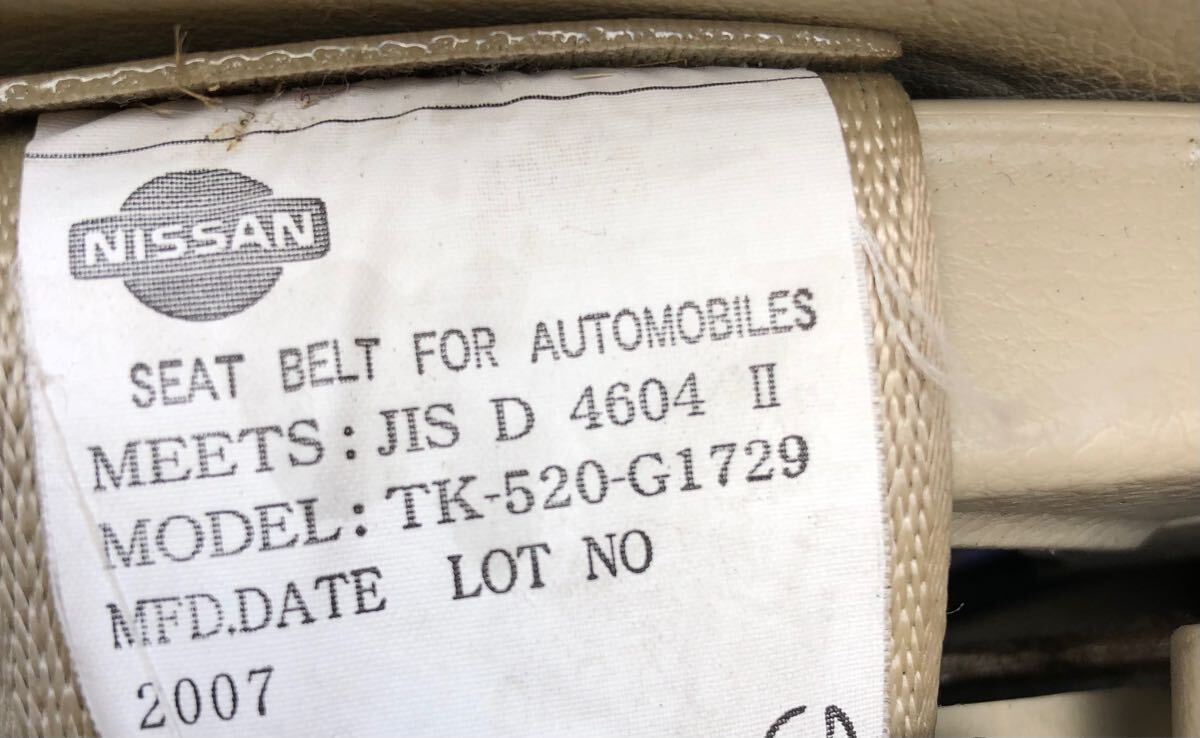 NISSAN
SEAT BELT FOR AUTOMOBILES
MEETS: JIS D 4604 II
MODEL: TK-520-G1729
MFD.DATE LOT NO
2007